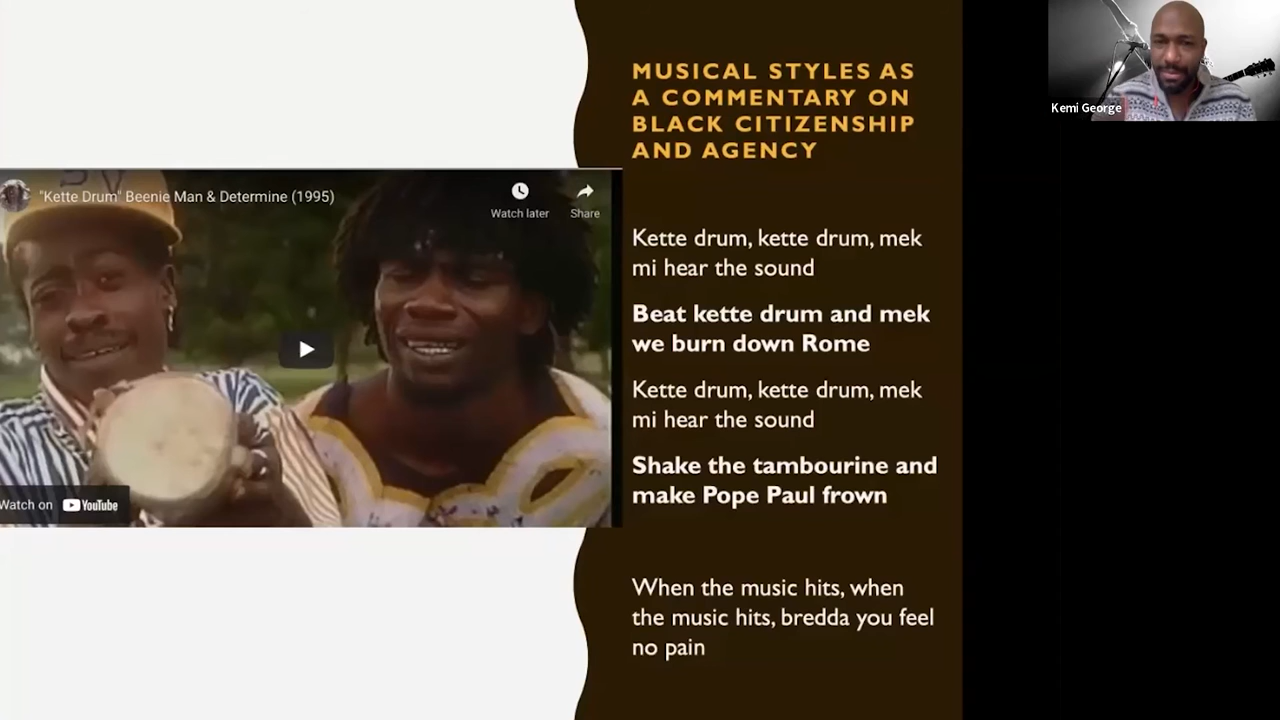 MUSICAL STYLES AS
A COMMENTARY ON
BLACK CITIZENSHIP
AND AGENCY
Kemi George
"Kette Drum" Beenie Man & Determine (1995)
Watch later
Share
Watch on YouTube
Kette drum, kette drum, mek
mi hear the sound
Beat kette drum and mek
we burn down Rome
Kette drum, kette drum, mek
mi hear the sound
Shake the tambourine and
make Pope Paul frown
When the music hits, when
the music hits, bredda you feel
no pain